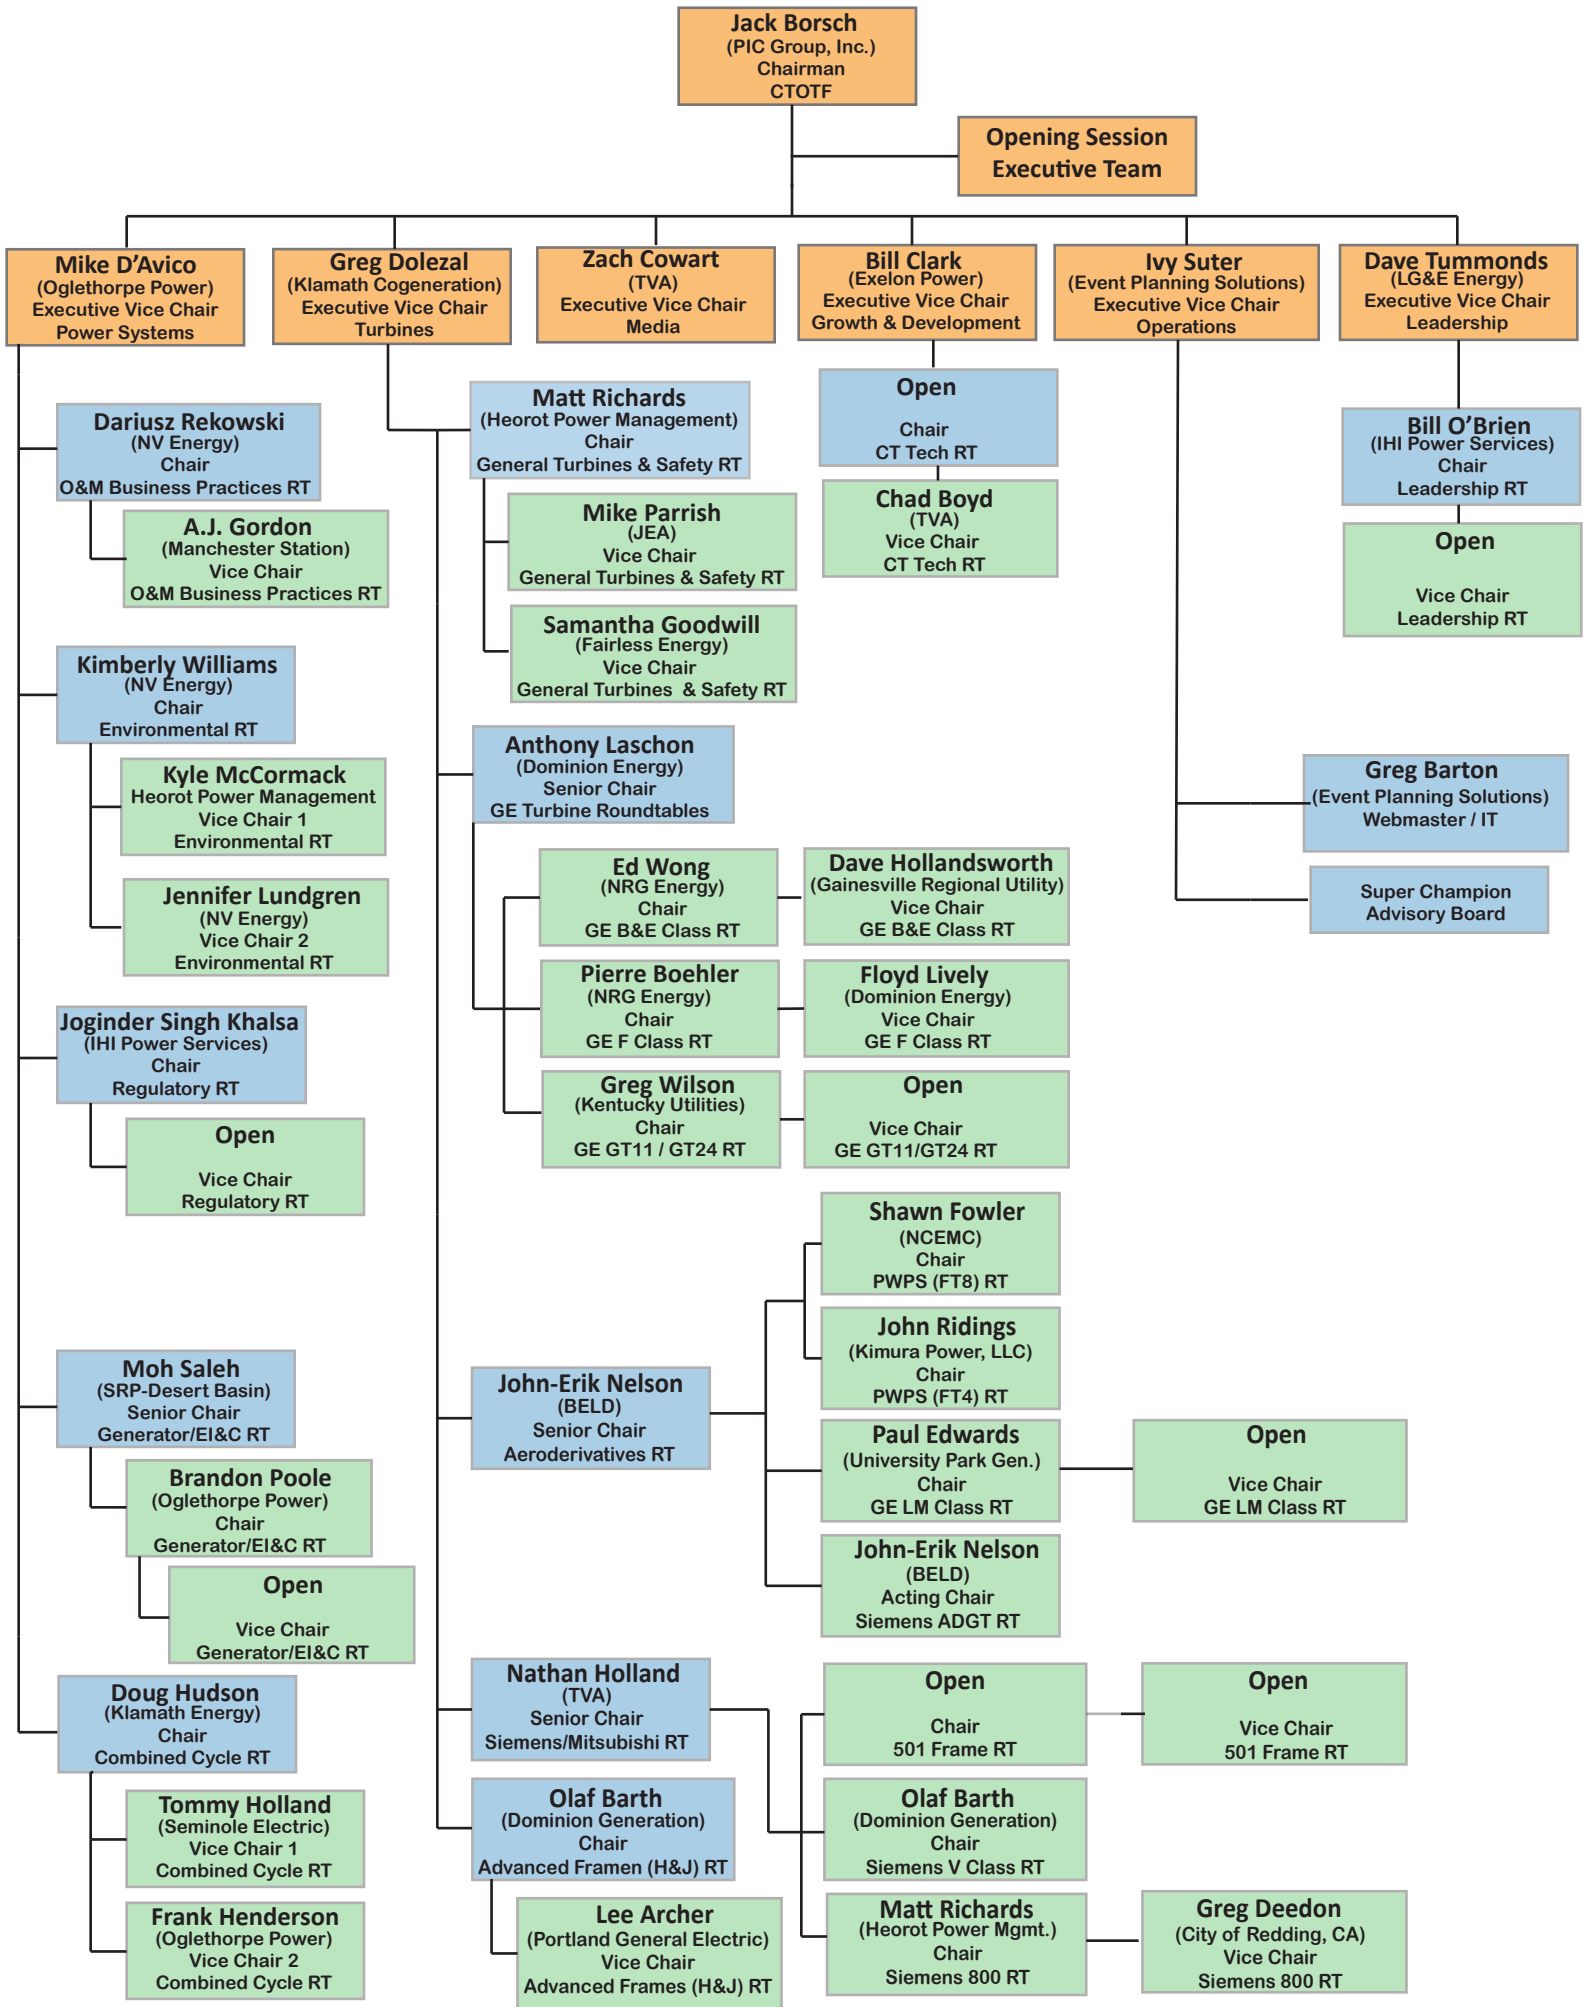 Jack Borsch
(PIC Group, Inc.)
Chairman
CTOTF
Opening Session
Executive Team
Mike D'Avico
(Oglethorpe Power)
Executive Vice Chair
Power Systems
Greg Dolezal
(Klamath Cogeneration)
Executive Vice Chair
Turbines
Zach Cowart
(TVA)
Executive Vice Chair
Media
Bill Clark
(Exelon Power)
Executive Vice Chair
Growth & Development
Ivy Suter
(Event Planning Solutions)
Executive Vice Chair
Operations
Dave Tummonds
(LG&E Energy)
Executive Vice Chair
Leadership
Dariusz Rekowski
(NV Energy)
Chair
O&M Business Practices RT
A.J. Gordon
(Manchester Station)
Vice Chair
O&M Business Practices RT
Kimberly Williams
(NV Energy)
Chair
Environmental RT
Kyle McCormack
Heorot Power Management
Vice Chair 1
Environmental RT
Jennifer Lundgren
(NV Energy)
Vice Chair 2
Environmental RT
Joginder Singh Khalsa
(IHI Power Services)
Chair
Regulatory RT
Open
Vice Chair
Regulatory RT
Moh Saleh
(SRP-Desert Basin)
Senior Chair
Generator/EI&C RT
Brandon Poole
(Oglethorpe Power)
Chair
Generator/EI&C RT
Open
Vice Chair
Generator/EI&C RT
Doug Hudson
(Klamath Energy)
Chair
Combined Cycle RT
Tommy Holland
(Seminole Electric)
Vice Chair 1
Combined Cycle RT
Frank Henderson
(Oglethorpe Power)
Vice Chair 2
Combined Cycle RT
Matt Richards
(Heorot Power Management)
Chair
General Turbines & Safety RT
Mike Parrish
(JEA)
Vice Chair
General Turbines & Safety RT
Samantha Goodwill
(Fairless Energy)
Vice Chair
General Turbines & Safety RT
Anthony Laschon
(Dominion Energy)
Senior Chair
GE Turbine Roundtables
Ed Wong
(NRG Energy)
Chair
GE B&E Class RT
Dave Hollandsworth
(Gainesville Regional Utility)
Vice Chair
GE B&E Class RT
Pierre Boehler
(NRG Energy)
Chair
GE F Class RT
Floyd Lively
(Dominion Energy)
Vice Chair
GE F Class RT
Greg Wilson
(Kentucky Utilities)
Chair
GE GT11 / GT24 RT
Open
Vice Chair
GE GT11/GT24 RT
John-Erik Nelson
(BELD)
Senior Chair
Aeroderivatives RT
Shawn Fowler
(NCEMC)
Chair
PWPS (FT8) RT
John Ridings
(Kimura Power, LLC)
Chair
PWPS (FT4) RT
Paul Edwards
(University Park Gen.)
Chair
GE LM Class RT
Open
Vice Chair
GE LM Class RT
John-Erik Nelson
(BELD)
Acting Chair
Siemens ADGT RT
Nathan Holland
(TVA)
Senior Chair
Siemens/Mitsubishi RT
Open
Chair
501 Frame RT
Open
Vice Chair
501 Frame RT
Olaf Barth
(Dominion Generation)
Chair
Siemens V Class RT
Matt Richards
(Heorot Power Mgmt.)
Chair
Siemens 800 RT
Greg Deedon
(City of Redding, CA)
Vice Chair
Siemens 800 RT
Olaf Barth
(Dominion Generation)
Chair
Advanced Framen (H&J) RT
Lee Archer
(Portland General Electric)
Vice Chair
Advanced Frames (H&J) RT
Open
Chair
CT Tech RT
Chad Boyd
(TVA)
Vice Chair
CT Tech RT
Greg Barton
(Event Planning Solutions)
Webmaster / IT
Super Champion
Advisory Board
Bill O'Brien
(IHI Power Services)
Chair
Leadership RT
Open
Vice Chair
Leadership RT